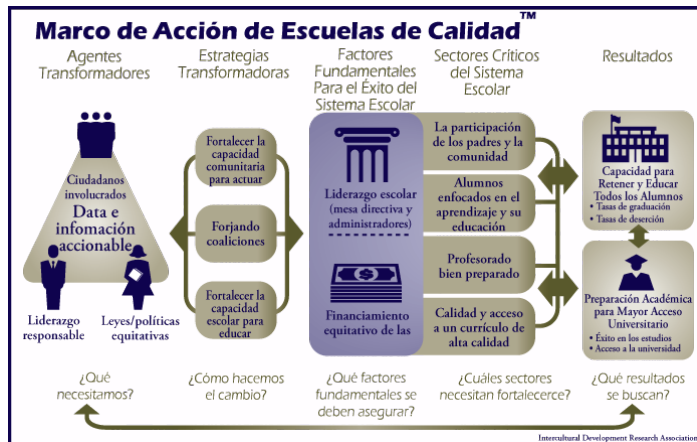 Marco de Acción de Escuelas de Calidad™
Agentes
Transformadores
Estrategias
Transformadoras
Factores
Fundamentales
Para el Éxito del
Sistema Escolar
Sectores Críticos
del Sistema
Escolar
Resultados
Ciudadanos
involucrados
Data e
infomación
accionable
Liderazgo
responsable
Leyes/políticas
equitativas
Fortalecer la
capacidad
comunitaria
para actuar
Forjando
coaliciones
Fortalecer la
capacidad
escolar para
educar
Liderazgo escolar
(mesa directiva y
administradores)
Financiamiento
equitativo de las
La participación
de los padres y la
comunidad
Alumnos
enfocados en el
aprendizaje y su
educación
Profesorado
bien preparado
Calidad y acceso
a un currículo de
alta calidad
Capacidad para
Retener y Educar
Todos los Alumnos
• Tasas de graduación
• Tasas de deserción
Preparación Académica
para Mayor Acceso
Universitario
• Éxito en los estudios
• Acceso a la universidad
¿Qué
necesitamos?
¿Cómo hacemos
el cambio?
¿Qué factores
fundamentales se
deben asegurar?
¿Cuáles sectores
necesitan fortalecerce?
¿Qué resultados
se buscan?
Intercultural Development Research Association